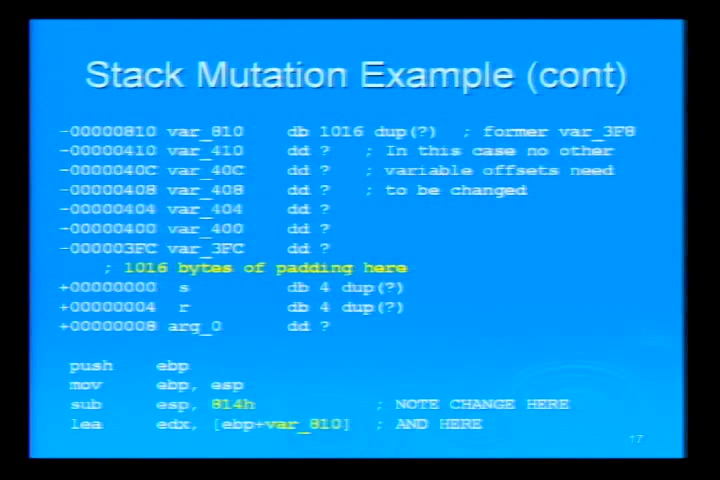 Stack Mutation Example (cont)
-00000810 var_810 db 1016 dup(?) ; former var_3F8
-00000410 var_410 dd ? ; In this case no other
-0000040C var_40C dd ? ; variable offsets need
-00000408 var_408 dd ? ; to be changed
-00000404 var_404 dd ?
-00000400 var_400 dd ?
-000003FC var_3FC dd ?
; 1016 bytes of padding here
+00000000 s db 4 dup(?)
+00000004 r db 4 dup(?)
+00000008 arg_0 dd ?
push ebp
mov ebp, esp
sub esp, 814h ; NOTE CHANGE HERE
lea edx, [ebp+var_810] ; AND HERE
17